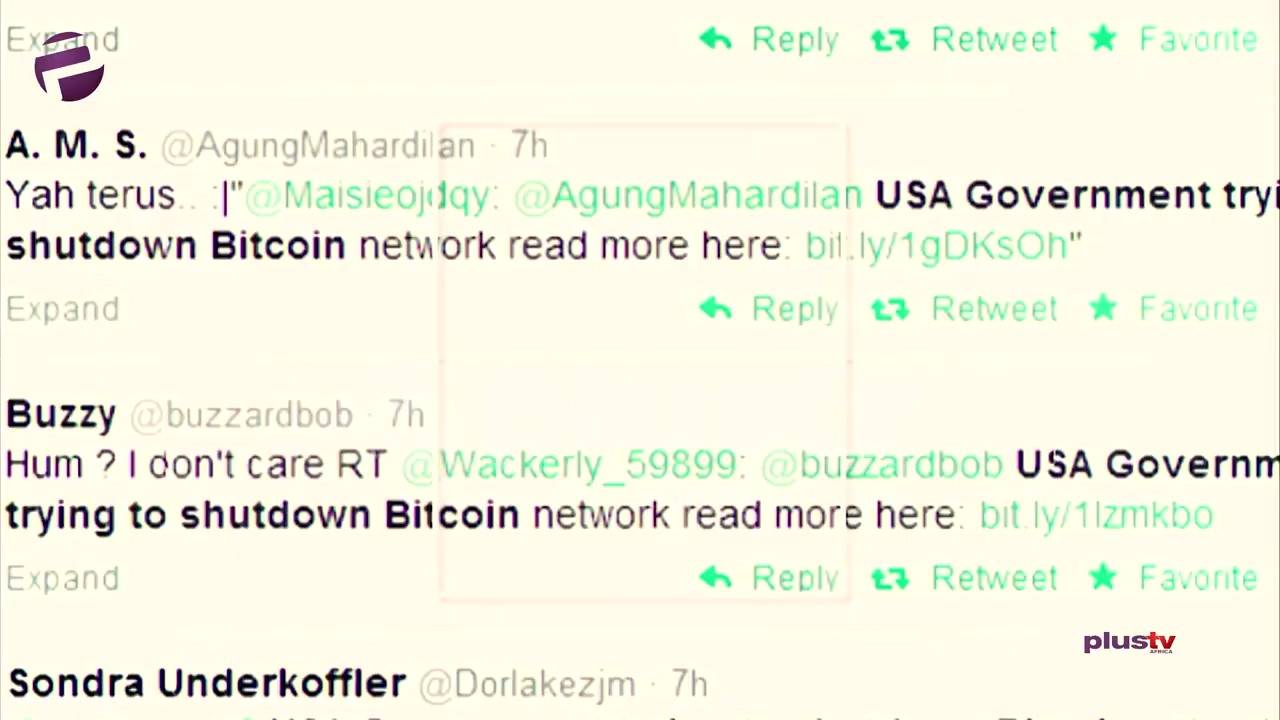 Expand Reply Retweet Favorite
A. M. S. @AgungMahardilan · 7h
Yah terus.. :|"@Maisieojdqy: @AgungMahardilan USA Government tryi
shutdown Bitcoin network read more here: bit.ly/1gDKsOh"
Expand Reply Retweet Favorite
Buzzy @buzzardbob · 7h
Hum ? I don't care RT @Wackerly_59899: @buzzardbob USA Governm
trying to shutdown Bitcoin network read more here: bit.ly/1lzmkbo
Expand Reply Retweet Favorite
plustv
AFRICA
Sondra Underkoffler @Dorlakezjm · 7h